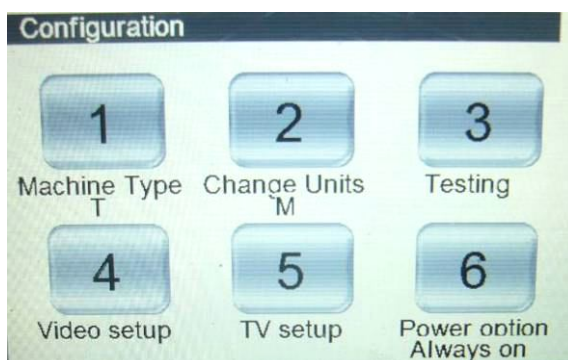 Configuration
1 2 3
Machine Type Change Units Testing
T `M
4 5 6
Video setup TV setup Power option
Always on